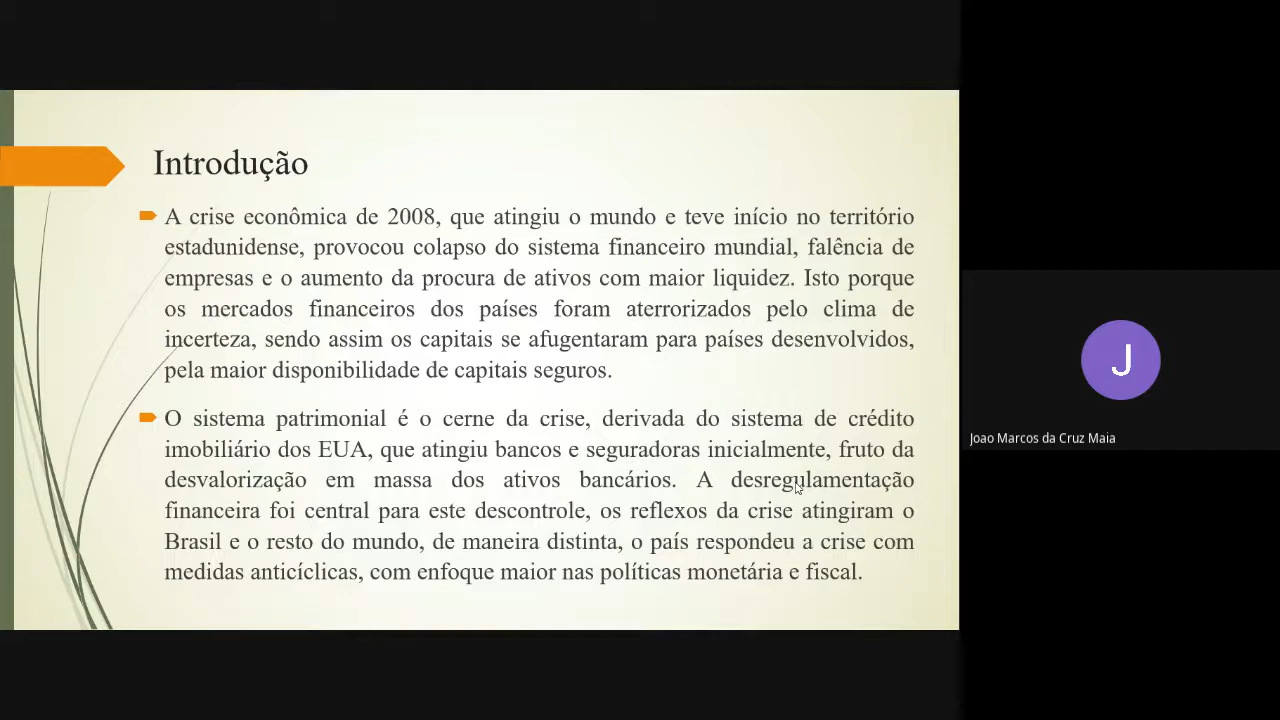 Introdução
A crise econômica de 2008, que atingiu o mundo e teve início no território
estadunidense, provocou colapso do sistema financeiro mundial, falência de
empresas e o aumento da procura de ativos com maior liquidez. Isto porque
os mercados financeiros dos países foram aterrorizados pelo clima de
incerteza, sendo assim os capitais se afugentaram para países desenvolvidos,
pela maior disponibilidade de capitais seguros.
O sistema patrimonial é o cerne da crise, derivada do sistema de crédito
imobiliário dos EUA, que atingiu bancos e seguradoras inicialmente, fruto da
desvalorização em massa dos ativos bancários. A desregulamentação
financeira foi central para este descontrole, os reflexos da crise atingiram o
Brasil e o resto do mundo, de maneira distinta, o país respondeu a crise com
medidas anticíclicas, com enfoque maior nas políticas monetária e fiscal.
J
Joao Marcos da Cruz Maia